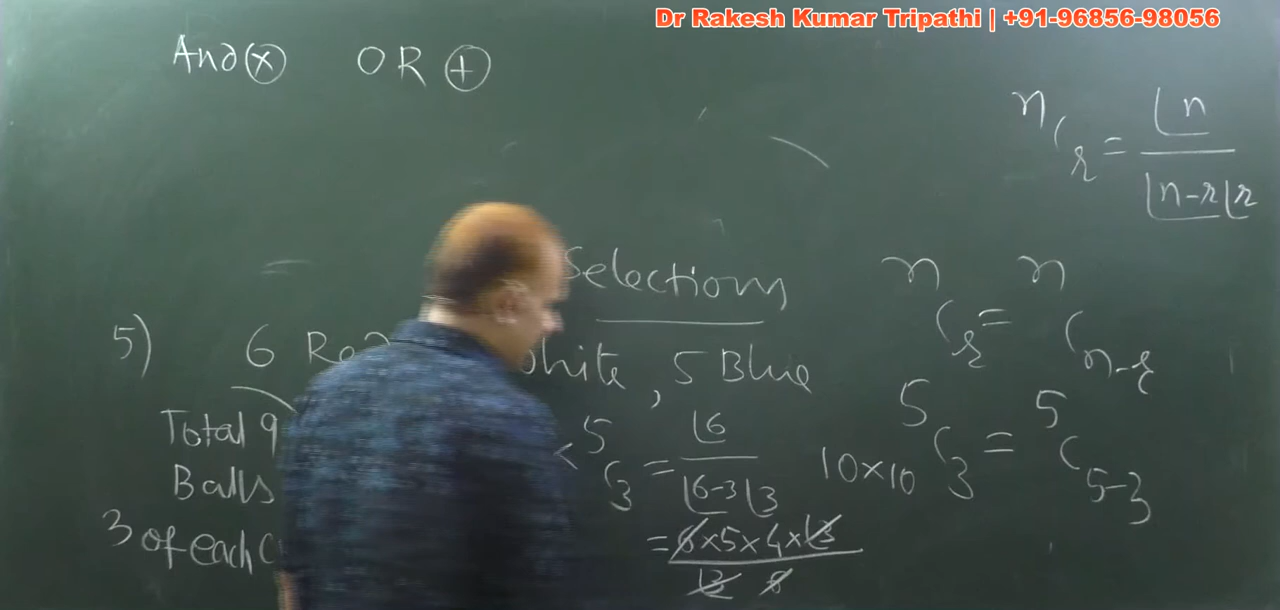 Dr Rakesh Kumar Tripathi | +91-96856-98056
And(×) OR (+)
nCr = ⌊n / ⌊n-r⌊r
Selections
nCr = nCn-r
5) 6 Re hite, 5 Blue
Total 9 × 5C3 = ⌊6 / ⌊6-3⌊3
Balls
10×10
5C3 = 5C5-3
3 of each
= 6×5×4×⌊3 / ⌊3 6